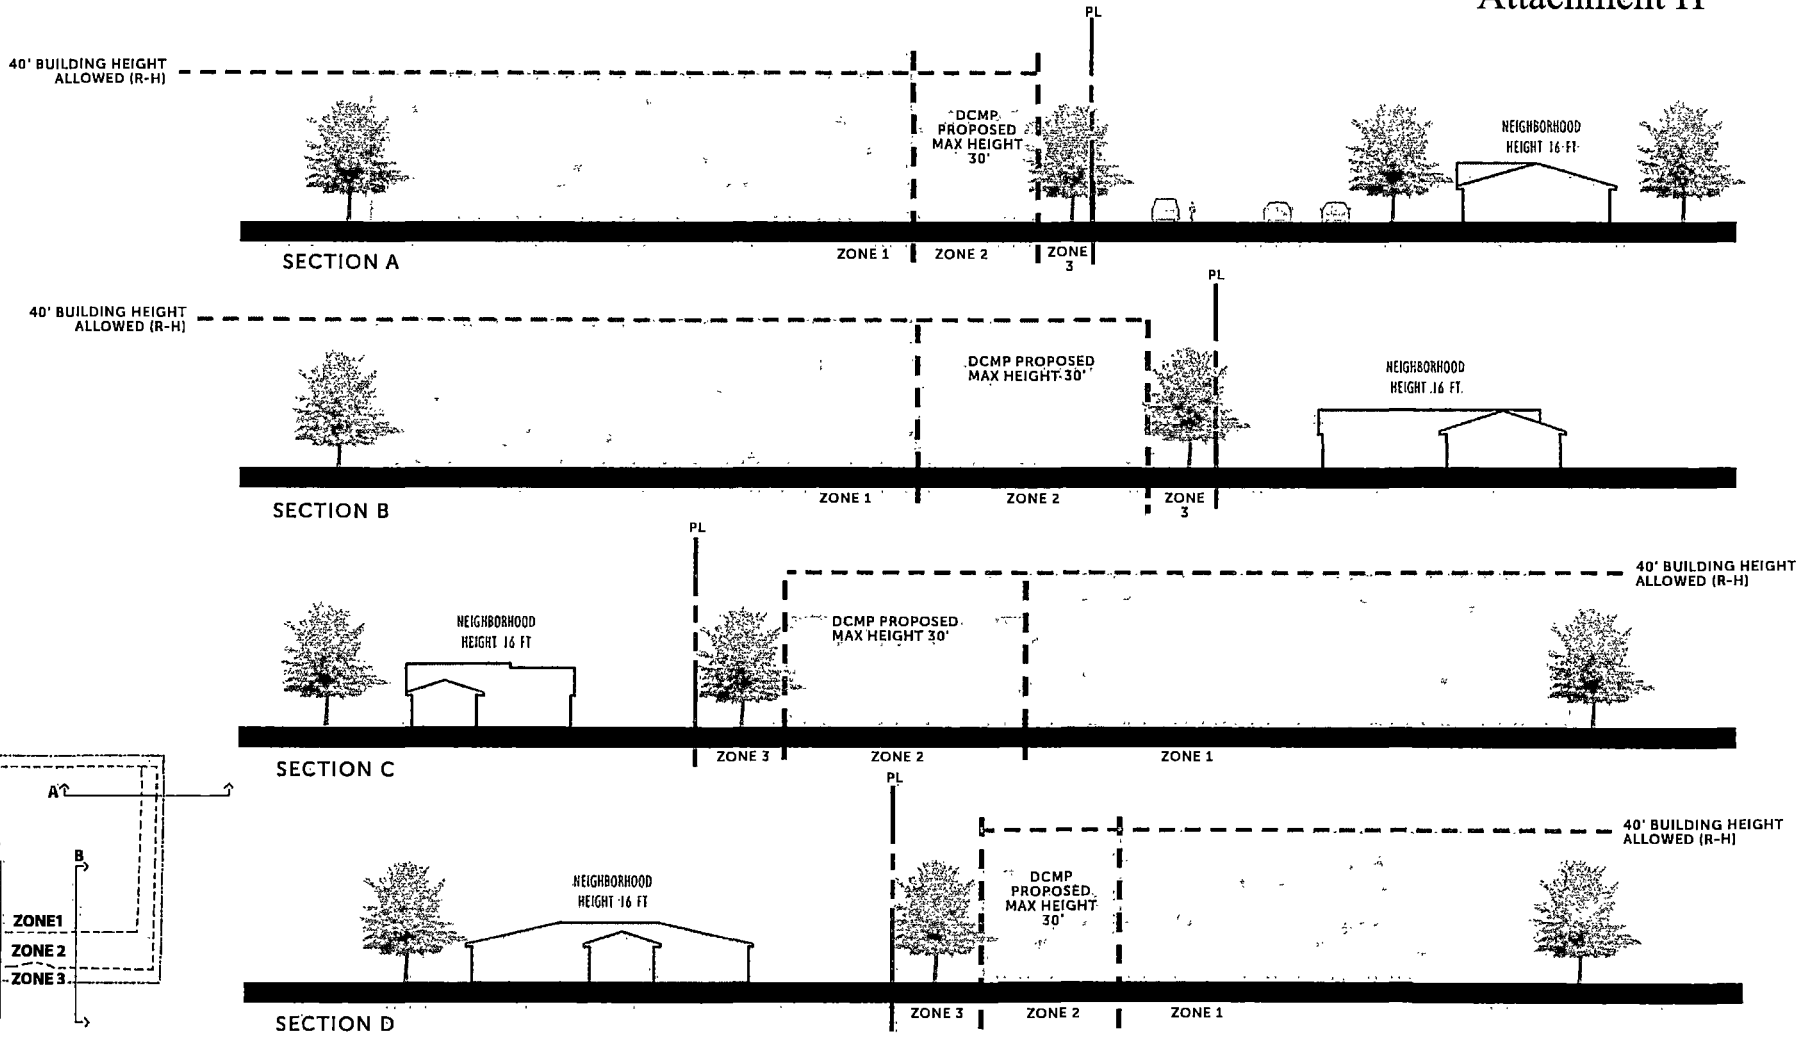 Attachment H
PL
40' BUILDING HEIGHT
ALLOWED (R-H)
DCMP
PROPOSED
MAX HEIGHT
30'
NEIGHBORHOOD
HEIGHT 16 FT
SECTION A
ZONE 1
ZONE 2
ZONE
3
PL
40' BUILDING HEIGHT
ALLOWED (R-H)
DCMP PROPOSED
MAX HEIGHT 30'
NEIGHBORHOOD
HEIGHT 16 FT.
SECTION B
ZONE 1
ZONE 2
ZONE
3
PL
40' BUILDING HEIGHT
ALLOWED (R-H)
NEIGHBORHOOD
HEIGHT 16 FT
DCMP PROPOSED
MAX HEIGHT 30'
SECTION C
ZONE 3
ZONE 2
ZONE 1
PL
40' BUILDING HEIGHT
ALLOWED (R-H)
NEIGHBORHOOD
HEIGHT 16 FT
DCMP
PROPOSED
MAX HEIGHT
30'
SECTION D
ZONE 3
ZONE 2
ZONE 1
A
B
ZONE1
ZONE 2
ZONE 3